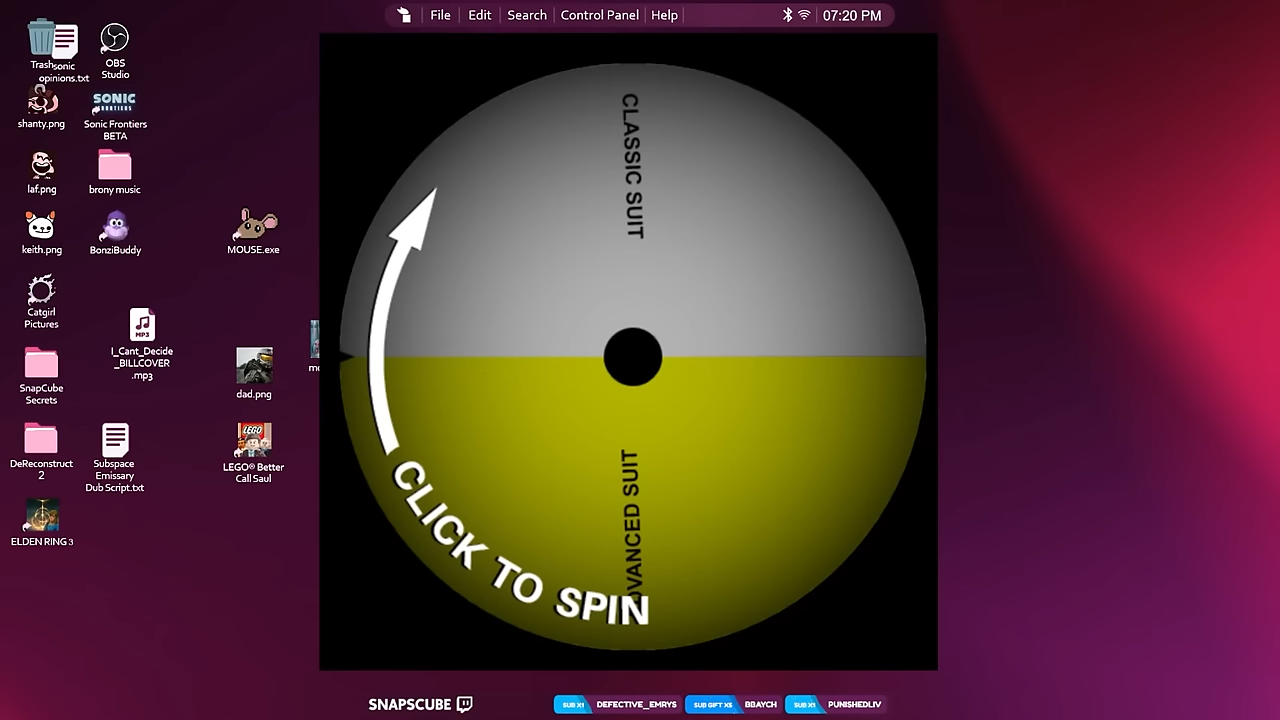 File
Edit
Search
Control Panel
Help
07:20 PM
Trash
sonic
opinions.txt
OBS
Studio
shanty.png
SONIC
FRONTIERS
Sonic Frontiers
BETA
laf.png
brony music
keith.png
BonziBuddy
MOUSE.exe
Catgirl
Pictures
MP3
I_Cant_Decide
_BILLCOVER
.mp3
dad.png
SnapCube
Secrets
DeReconstruct
2
Subspace
Emissary
Dub Script.txt
LEGO
LEGO® Better
Call Saul
ELDEN RING 3
CLASSIC SUIT
DVANCED SUIT
CLICK TO SPIN
SNAPSCUBE
SUB X1
DEFECTIVE_EMRYS
SUB GIFT X5
BBAYCH
SUB X1
PUNISHEDLIV